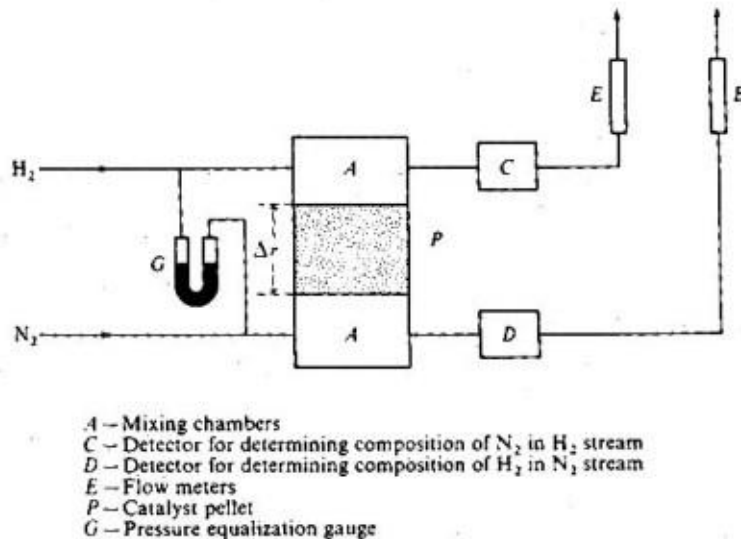 E
E
H₂
A
C
Δr
P
G
N₂
A
D
A – Mixing chambers
C – Detector for determining composition of N₂ in H₂ stream
D – Detector for determining composition of H₂ in N₂ stream
E – Flow meters
P – Catalyst pellet
G – Pressure equalization gauge